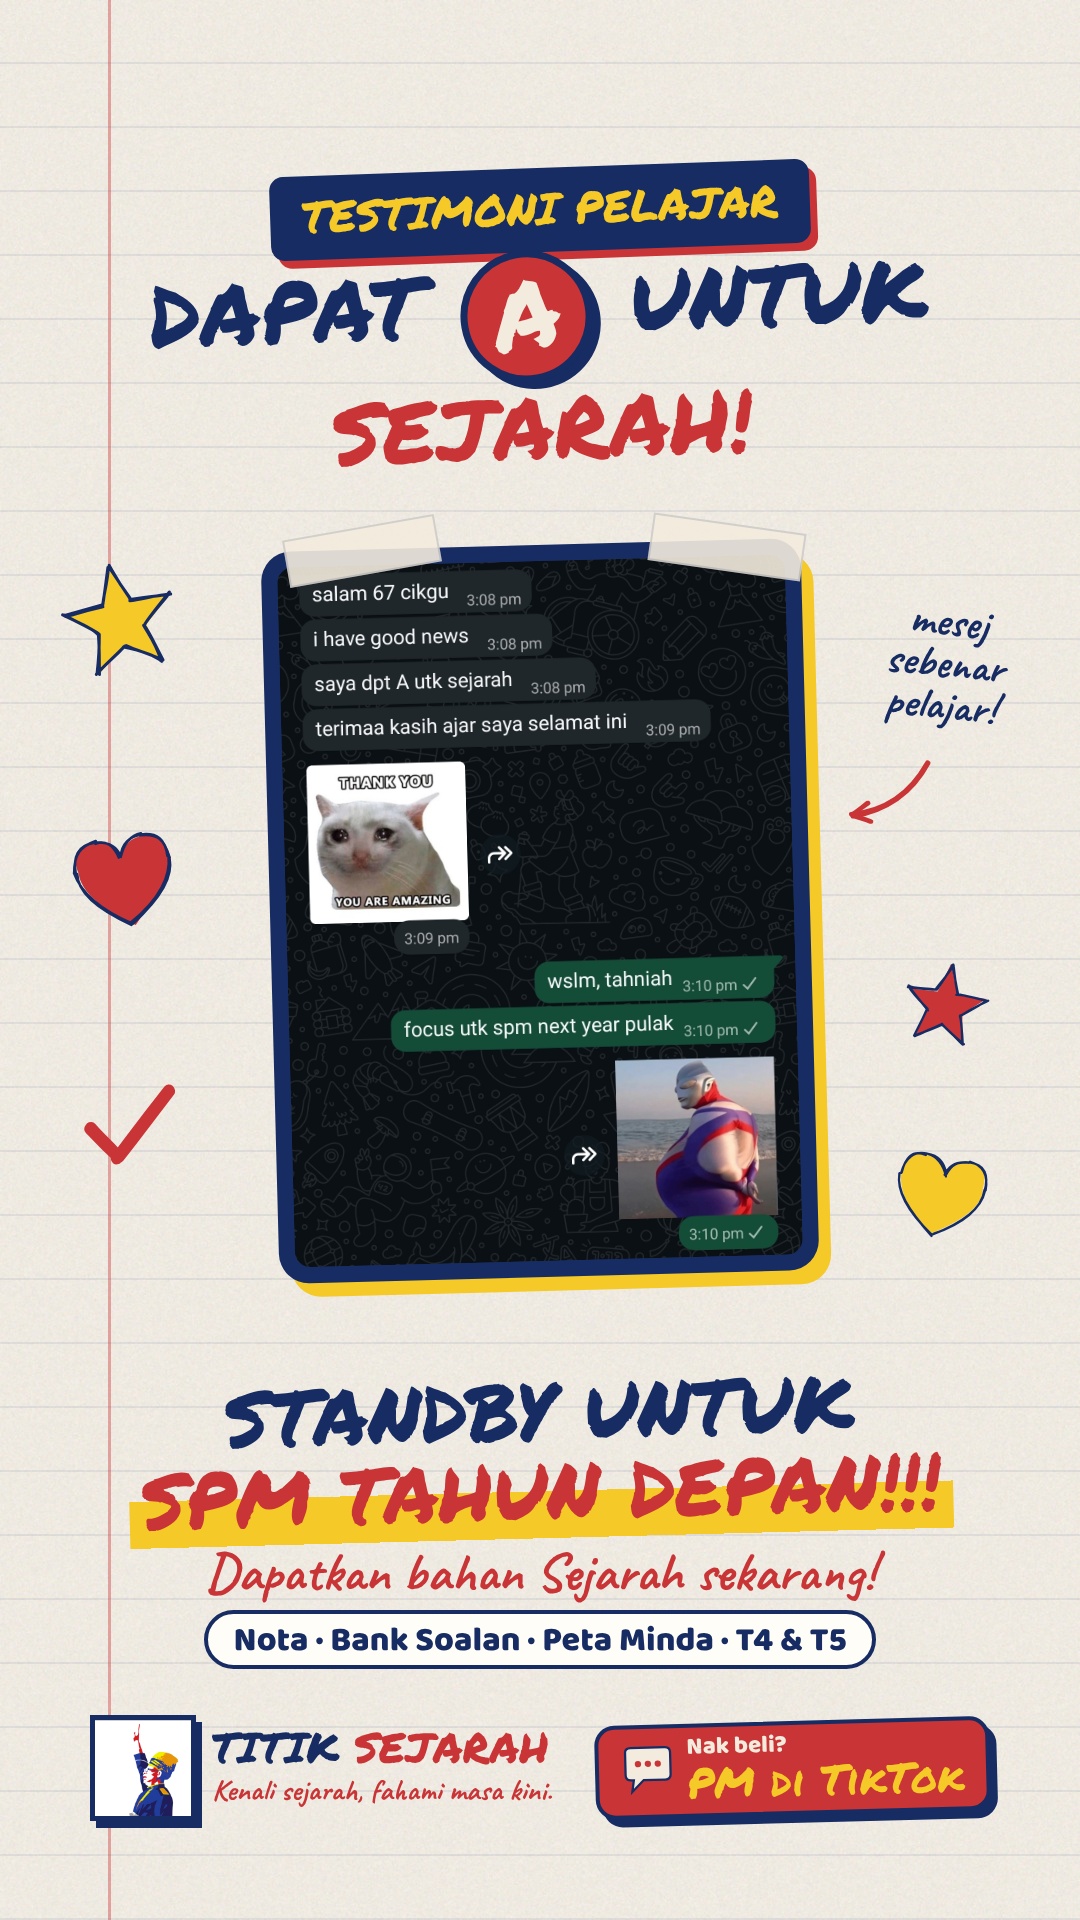 TESTIMONI PELAJAR
DAPAT A UNTUK
SEJARAH!
salam 67 cikgu 3:08 pm
i have good news 3:08 pm
saya dpt A utk sejarah 3:08 pm
terimaa kasih ajar saya selamat ini 3:09 pm
THANK YOU
YOU ARE AMAZING
3:09 pm
wslm, tahniah 3:10 pm
focus utk spm next year pulak 3:10 pm
3:10 pm
mesej
sebenar
pelajar!
STANDBY UNTUK
SPM TAHUN DEPAN!!!
Dapatkan bahan Sejarah sekarang!
Nota · Bank Soalan · Peta Minda · T4 & T5
TITIK SEJARAH
Kenali sejarah, fahami masa kini.
Nak beli?
PM DI TIKTOK